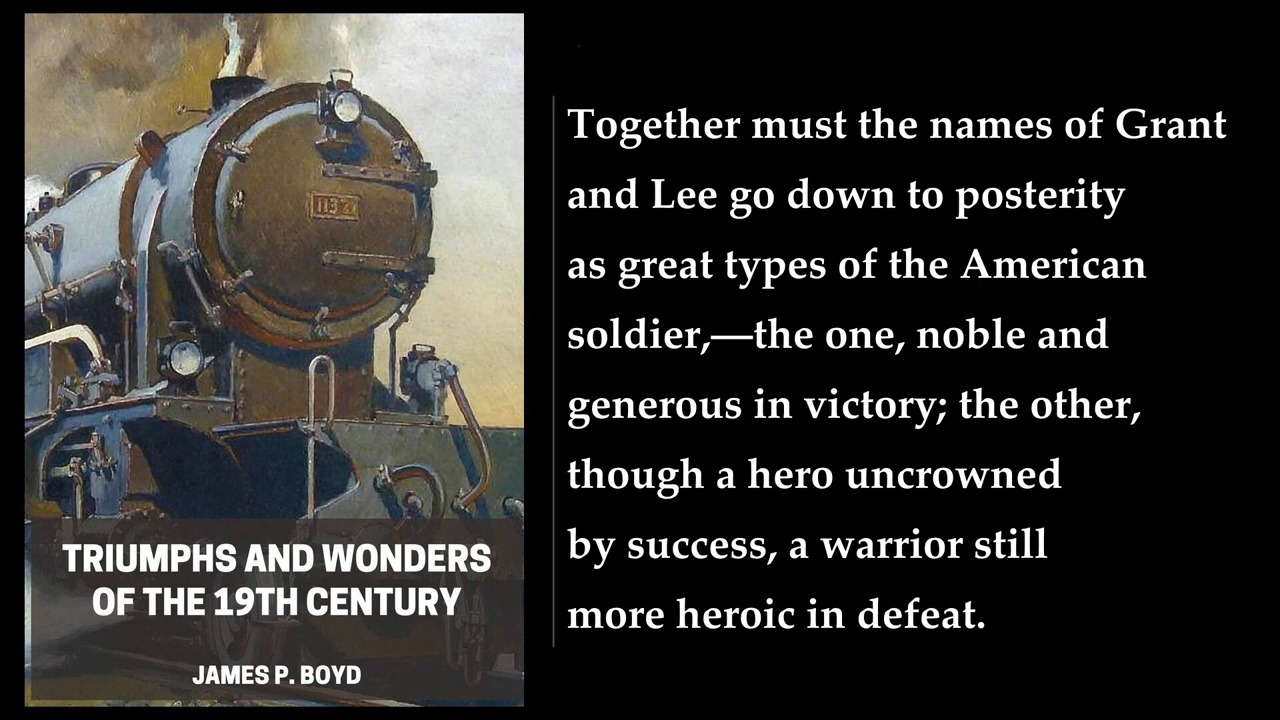 TRIUMPHS AND WONDERS
OF THE 19TH CENTURY
JAMES P. BOYD
Together must the names of Grant
and Lee go down to posterity
as great types of the American
soldier,—the one, noble and
generous in victory; the other,
though a hero uncrowned
by success, a warrior still
more heroic in defeat.